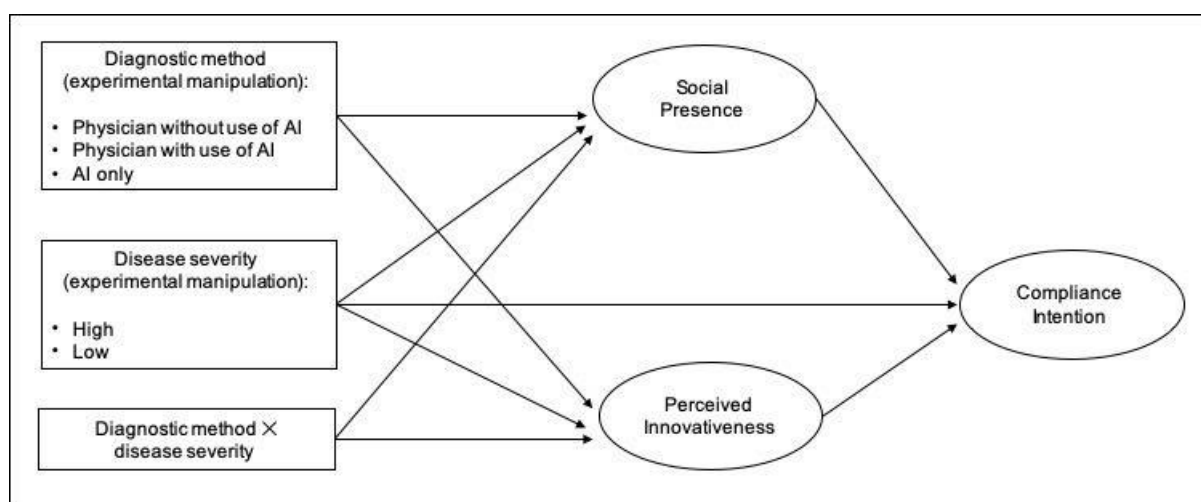 Diagnostic method
(experimental manipulation):
• Physician without use of AI
• Physician with use of AI
• AI only
Disease severity
(experimental manipulation):
• High
• Low
Diagnostic method ×
disease severity
Social
Presence
Perceived
Innovativeness
Compliance
Intention